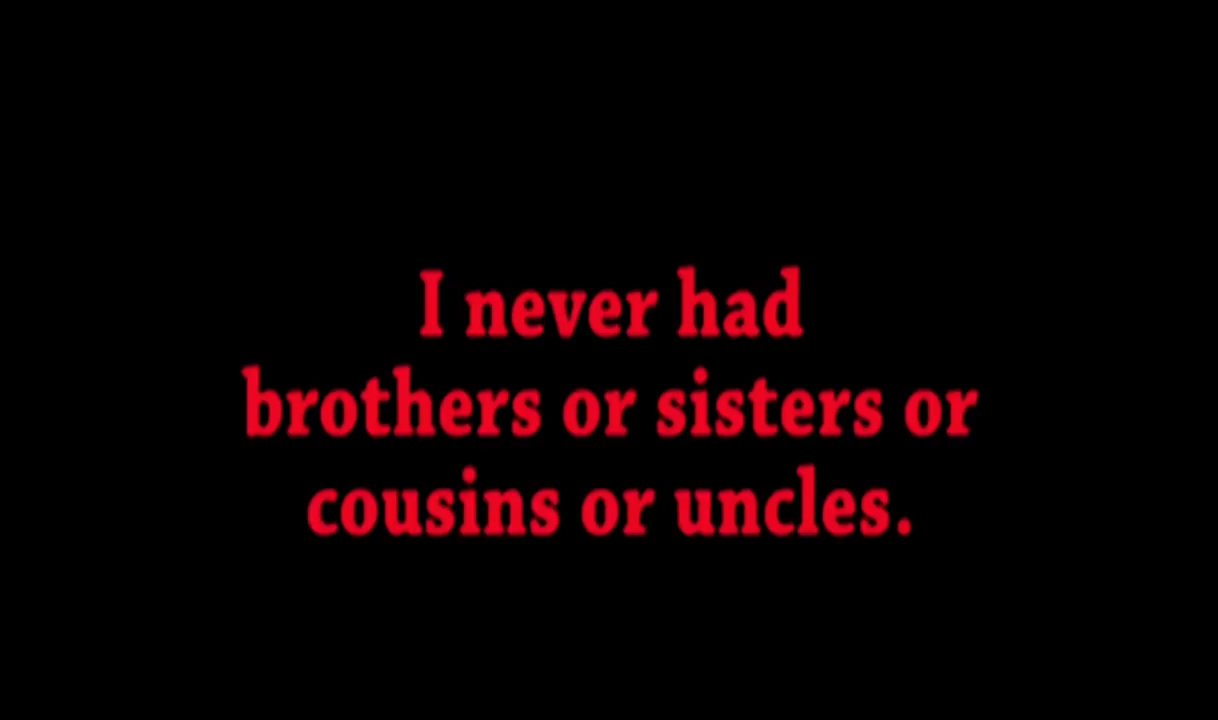 I never had
brothers or sisters or
cousins or uncles.